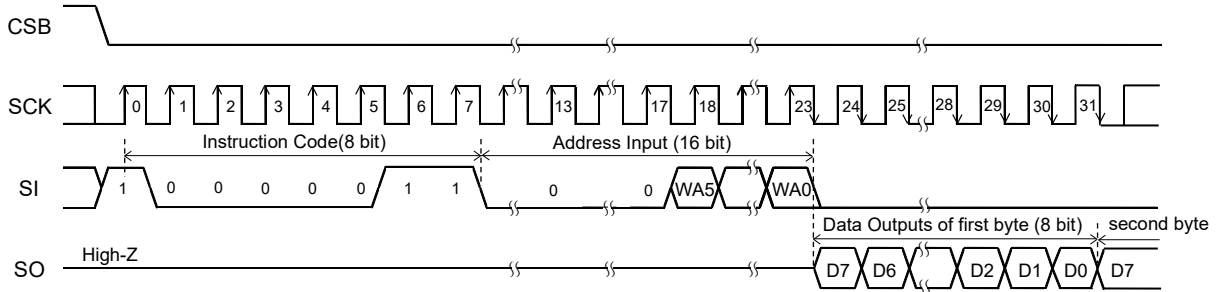 CSB
SCK 0 1 2 3 4 5 6 7 13 17 18 23 24 25 28 29 30 31
Instruction Code(8 bit) Address Input (16 bit)
SI 1 0 0 0 0 0 1 1 0 0 WA5 WA0
Data Outputs of first byte (8 bit) second byte
High-Z
SO D7 D6 D2 D1 D0 D7